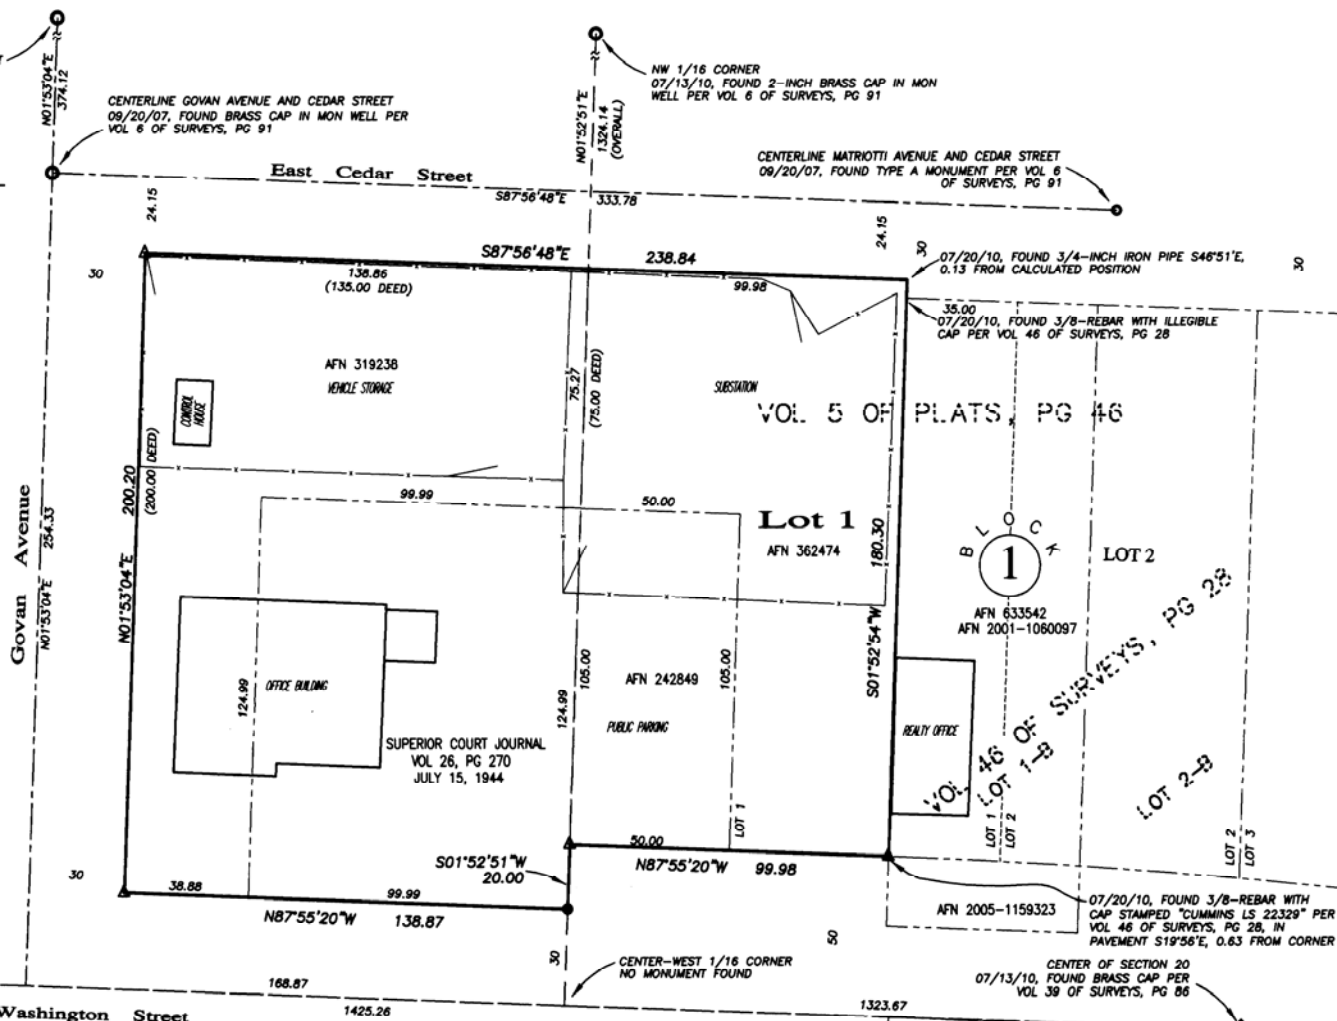 N01°53'04"E
374.12
CENTERLINE GOVAN AVENUE AND CEDAR STREET
09/20/07, FOUND BRASS CAP IN MON WELL PER
VOL 6 OF SURVEYS, PG 91
N01°52'51"E
1324.14
(OVERALL)
NW 1/16 CORNER
07/13/10, FOUND 2-INCH BRASS CAP IN MON
WELL PER VOL 6 OF SURVEYS, PG 91
CENTERLINE MATRIOTTI AVENUE AND CEDAR STREET
09/20/07, FOUND TYPE A MONUMENT PER VOL 6
OF SURVEYS, PG 91
East Cedar Street
S87°56'48"E 333.78
24.15
24.15
30
30
30
S87°56'48"E 238.84
138.86
(135.00 DEED)
99.98
07/20/10, FOUND 3/4-INCH IRON PIPE S46°51'E,
0.13 FROM CALCULATED POSITION
35.00
07/20/10, FOUND 3/8-REBAR WITH ILLEGIBLE
CAP PER VOL 46 OF SURVEYS, PG 28
AFN 319238
VEHICLE STORAGE
CONTROL
HOUSE
75.27
(75.00 DEED)
SUBSTATION
VOL 5 OF PLATS, PG 46
200.20
(200.00 DEED)
N01°53'04"E
Govan Avenue
254.33
N01°53'04"E
99.99
50.00
Lot 1
AFN 362474
180.30
S01°52'54"W
BLOCK
1
LOT 2
AFN 633542
AFN 2001-1060097
VOL 46 OF SURVEYS, PG 28
LOT 1-B
LOT 2-B
OFFICE BUILDING
124.99
124.99
105.00
105.00
AFN 242849
PUBLIC PARKING
REALTY OFFICE
SUPERIOR COURT JOURNAL
VOL 26, PG 270
JULY 15, 1944
LOT 1
LOT 1
LOT 2
LOT 2
LOT 3
50.00
N87°55'20"W 99.98
S01°52'51"W
20.00
30
38.88
99.99
N87°55'20"W 138.87
AFN 2005-1159323
07/20/10, FOUND 3/8-REBAR WITH
CAP STAMPED "CUMMINS LS 22329" PER
VOL 46 OF SURVEYS, PG 28, IN
PAVEMENT S19°56'E, 0.63 FROM CORNER
50
30
CENTER-WEST 1/16 CORNER
NO MONUMENT FOUND
CENTER OF SECTION 20
07/13/10, FOUND BRASS CAP PER
VOL 39 OF SURVEYS, PG 86
168.87
1425.26
1323.67
Washington Street